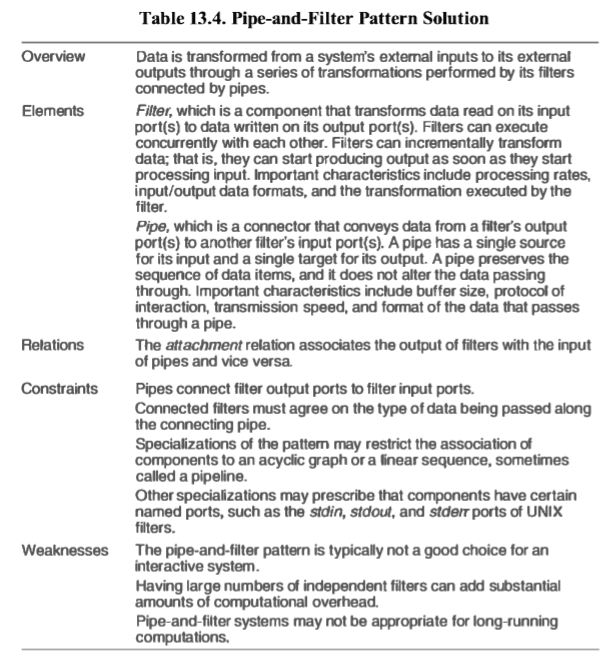 Table 13.4. Pipe-and-Filter Pattern Solution
Overview Data is transformed from a system's external inputs to its external
outputs through a series of transformations performed by its filters
connected by pipes.
Elements Filter, which is a component that transforms data read on its input
port(s) to data written on its output port(s). Filters can execute
concurrently with each other. Filters can incrementally transform
data; that is, they can start producing output as soon as they start
processing input. Important characteristics include processing rates,
input/output data formats, and the transformation executed by the
filter.
Pipe, which is a connector that conveys data from a filter's output
port(s) to another filter's input port(s). A pipe has a single source
for its input and a single target for its output. A pipe preserves the
sequence of data items, and it does not alter the data passing
through. Important characteristics include buffer size, protocol of
interaction, transmission speed, and format of the data that passes
through a pipe.
Relations The attachment relation associates the output of filters with the input
of pipes and vice versa.
Constraints Pipes connect filter output ports to filter input ports.
Connected filters must agree on the type of data being passed along
the connecting pipe.
Specializations of the pattern may restrict the association of
components to an acyclic graph or a linear sequence, sometimes
called a pipeline.
Other specializations may prescribe that components have certain
named ports, such as the stdin, stdout, and stderr ports of UNIX
filters.
Weaknesses The pipe-and-filter pattern is typically not a good choice for an
interactive system.
Having large numbers of independent filters can add substantial
amounts of computational overhead.
Pipe-and-filter systems may not be appropriate for long-running
computations.